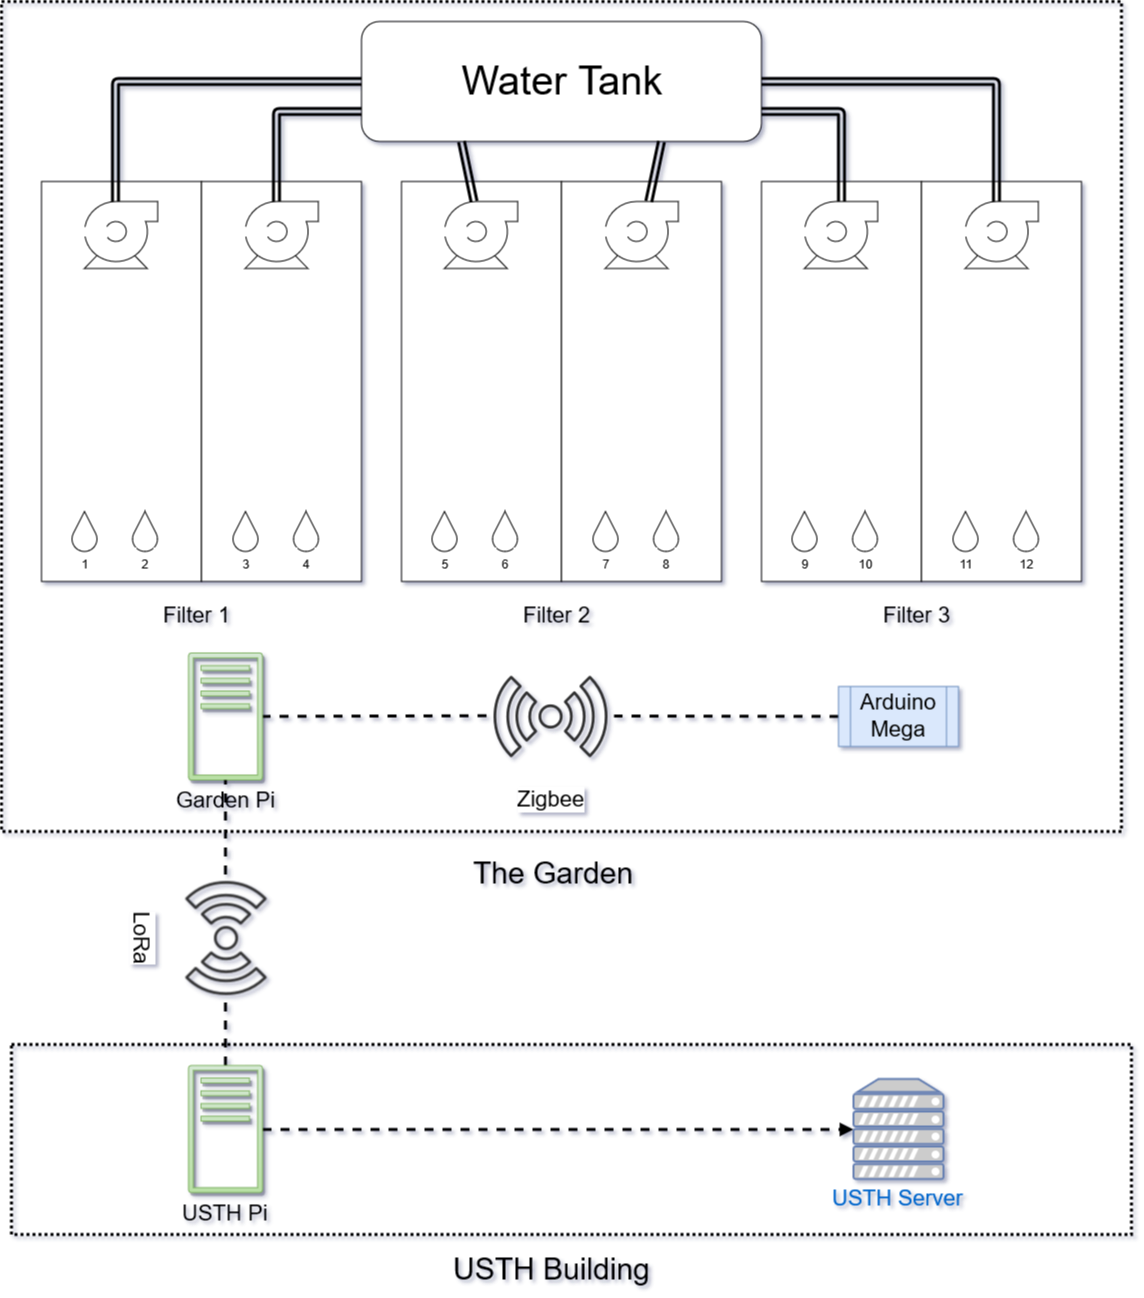 Water Tank
1
2
3
4
5
6
7
8
9
10
11
12
Filter 1
Filter 2
Filter 3
Arduino
Mega
Garden Pi
Zigbee
The Garden
LoRa
USTH Pi
USTH Server
USTH Building